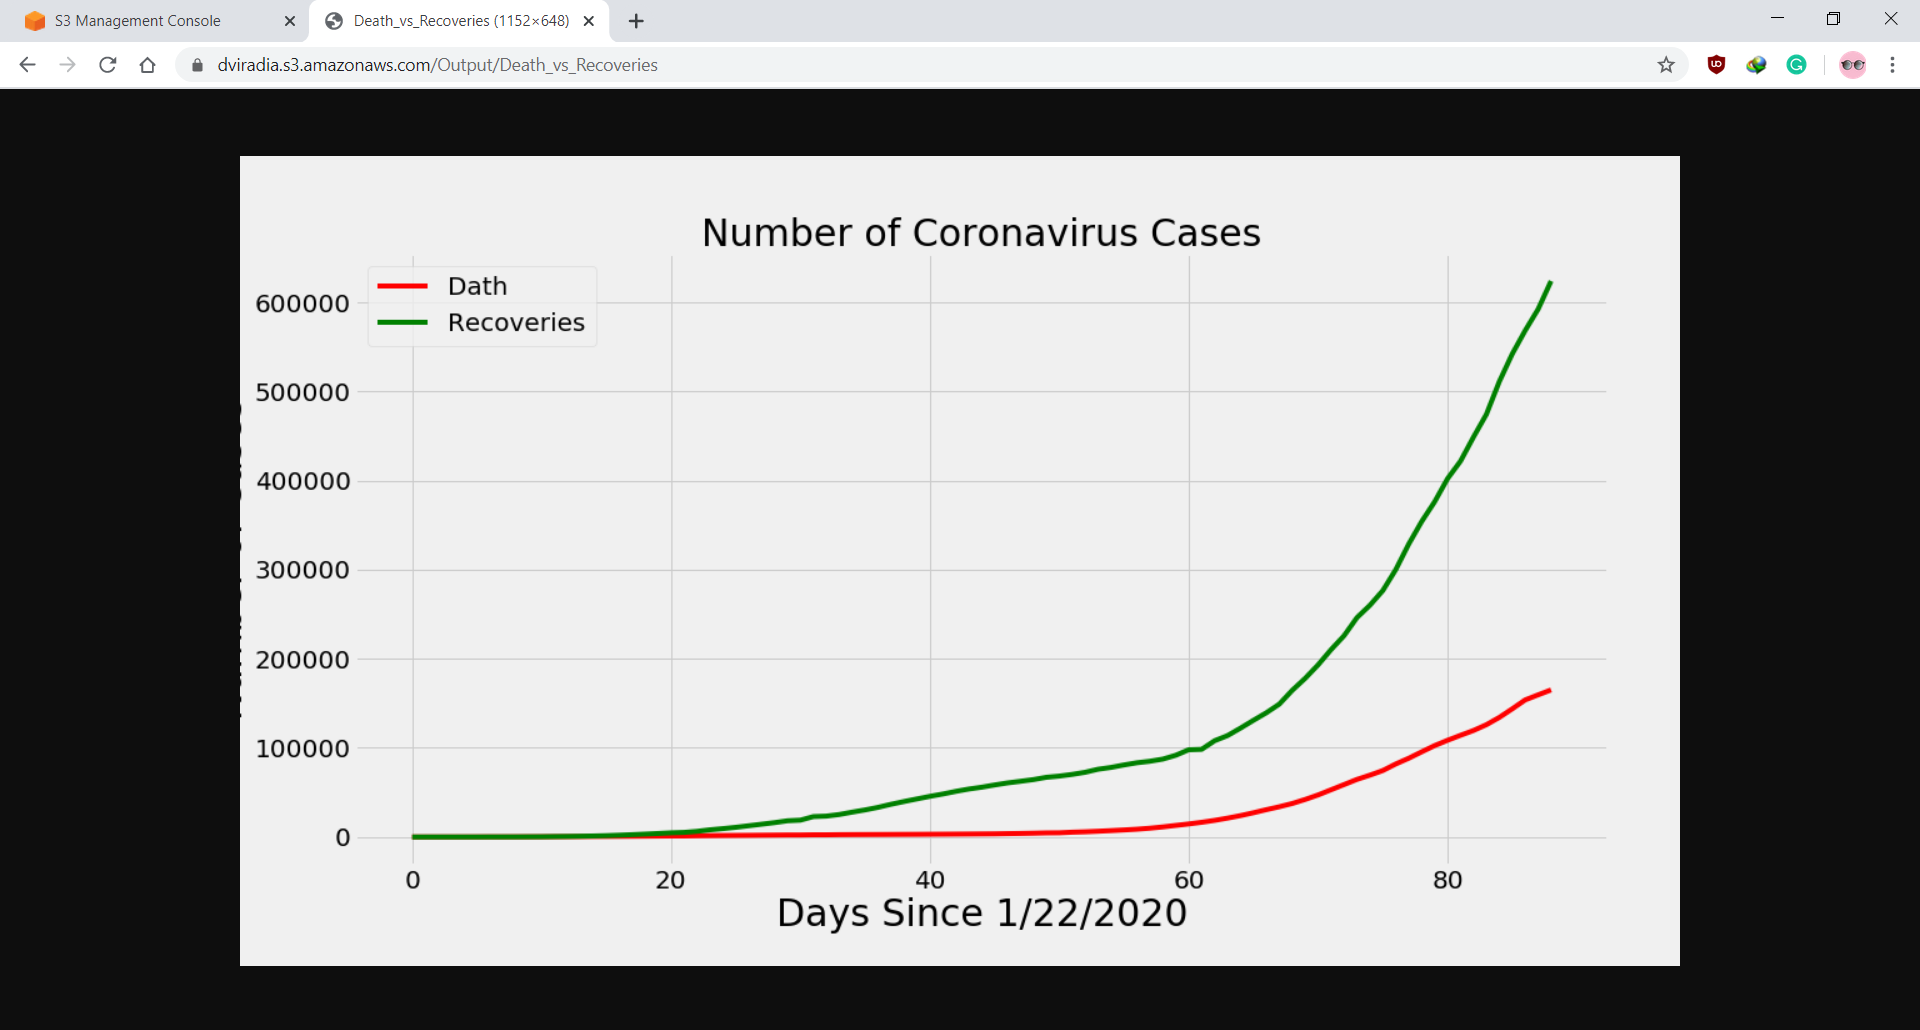 S3 Management Console
Death_vs_Recoveries (1152×648)
dviradia.s3.amazonaws.com/Output/Death_vs_Recoveries
Number of Coronavirus Cases
Dath
Recoveries
600000
500000
400000
300000
200000
100000
0
0 20 40 60 80
Days Since 1/22/2020